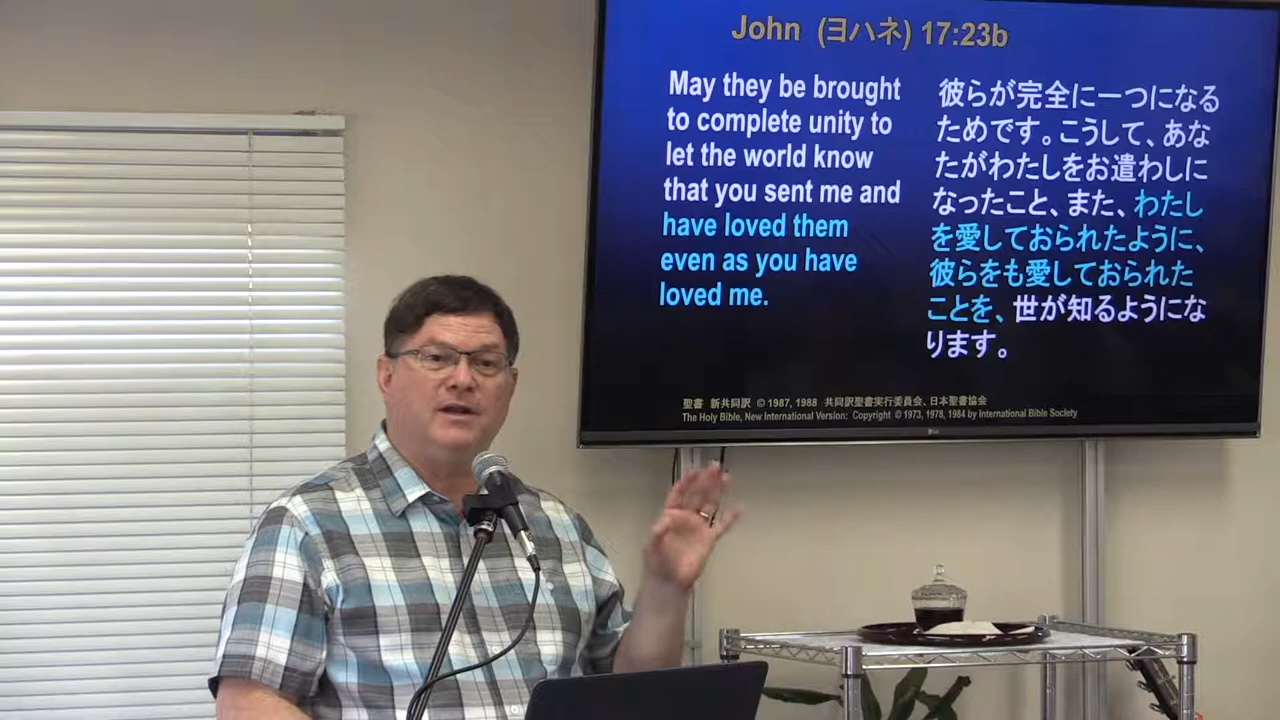 John (ヨハネ) 17:23b
May they be brought
to complete unity to
let the world know
that you sent me and
have loved them
even as you have
loved me.
彼らが完全に一つになる
ためです。こうして、あな
たがわたしをお遣わしに
なったこと、また、わたし
を愛しておられたように、
彼らをも愛しておられた
ことを、世が知るようにな
ります。
聖書 新共同訳 © 1987, 1988 共同訳聖書実行委員会、日本聖書協会
The Holy Bible, New International Version: Copyright © 1973, 1978, 1984 by International Bible Society